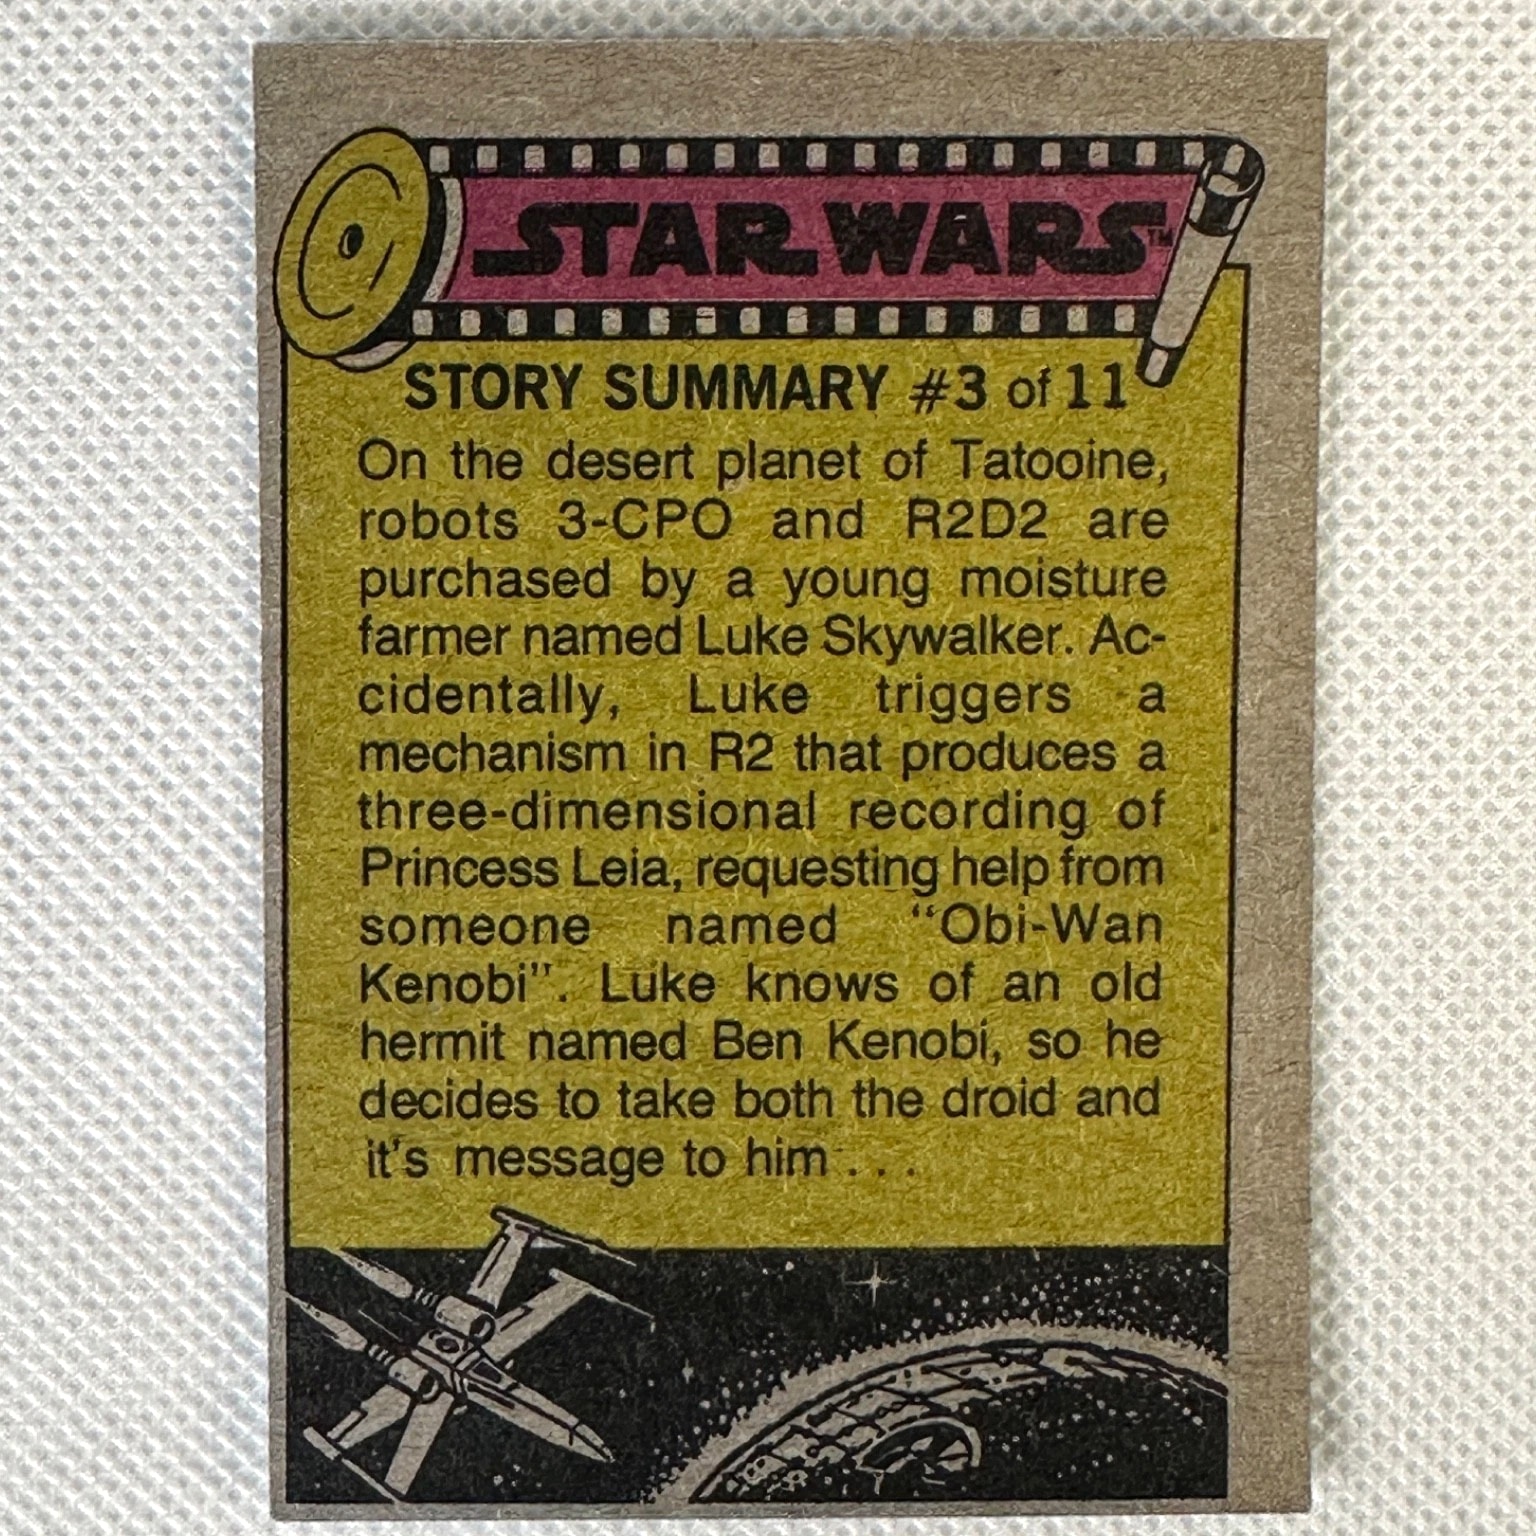 STAR WARS™
STORY SUMMARY #3 of 11
On the desert planet of Tatooine,
robots 3-CPO and R2D2 are
purchased by a young moisture
farmer named Luke Skywalker. Ac-
cidentally, Luke triggers a
mechanism in R2 that produces a
three-dimensional recording of
Princess Leia, requesting help from
someone named "Obi-Wan
Kenobi". Luke knows of an old
hermit named Ben Kenobi, so he
decides to take both the droid and
it's message to him . . .